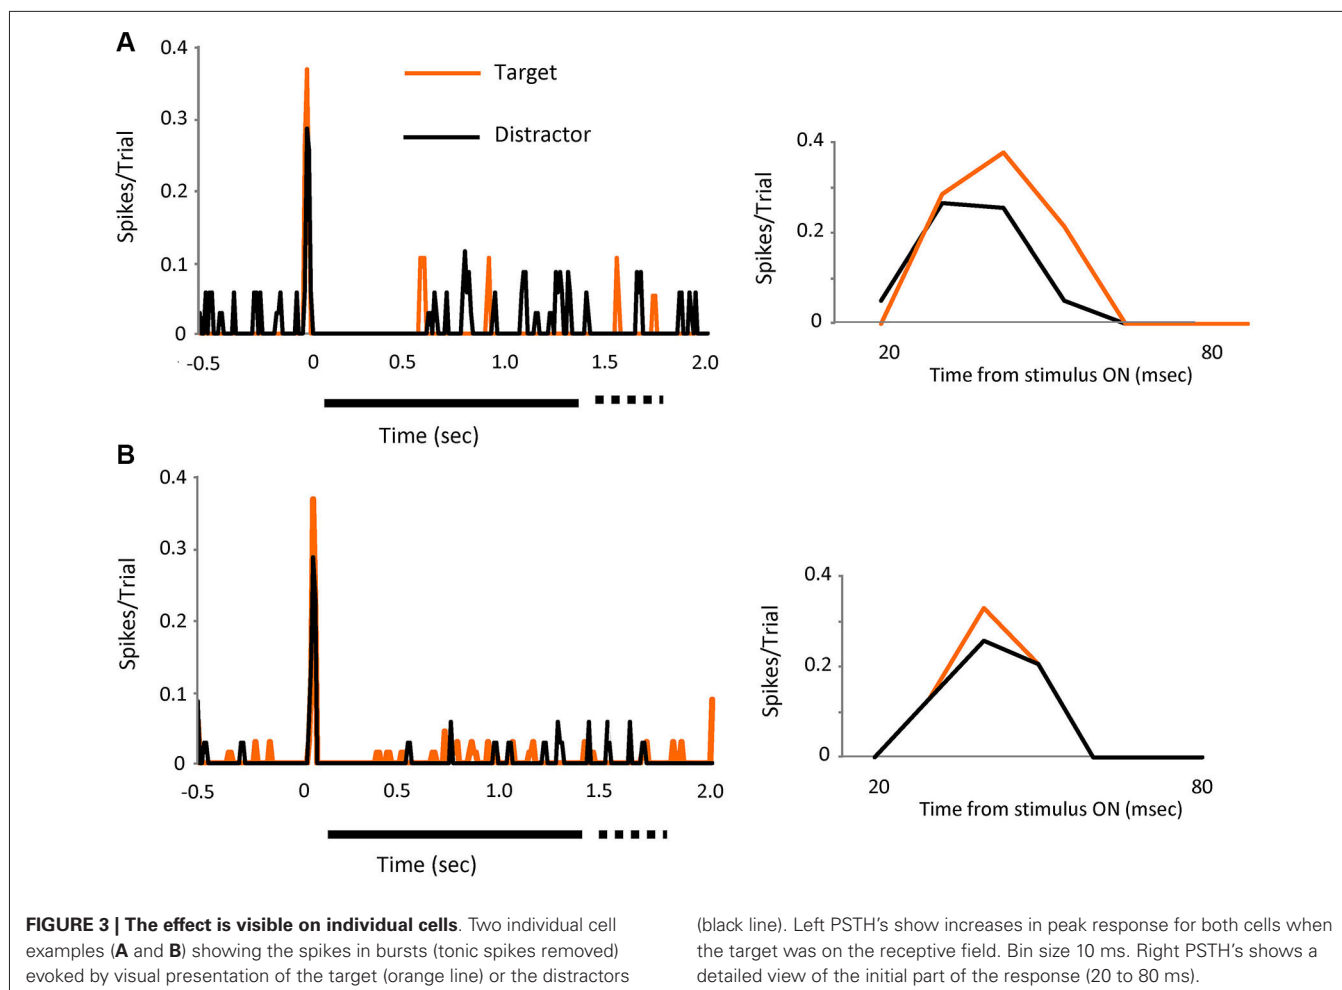 A
0.4
0.3
0.2
0.1
0
Spikes/Trial
Target
Distractor
-0.5
0
0.5
1.0
1.5
2.0
Time (sec)
0.4
0.2
0
Spikes/Trial
20
80
Time from stimulus ON (msec)
B
0.4
0.3
0.2
0.1
0
Spikes/Trial
-0.5
0
0.5
1.0
1.5
2.0
Time (sec)
0.4
0.2
0
Spikes/Trial
20
80
Time from stimulus ON (msec)
FIGURE 3 | The effect is visible on individual cells. Two individual cell
examples (A and B) showing the spikes in bursts (tonic spikes removed)
evoked by visual presentation of the target (orange line) or the distractors
(black line). Left PSTH's show increases in peak response for both cells when
the target was on the receptive field. Bin size 10 ms. Right PSTH's shows a
detailed view of the initial part of the response (20 to 80 ms).